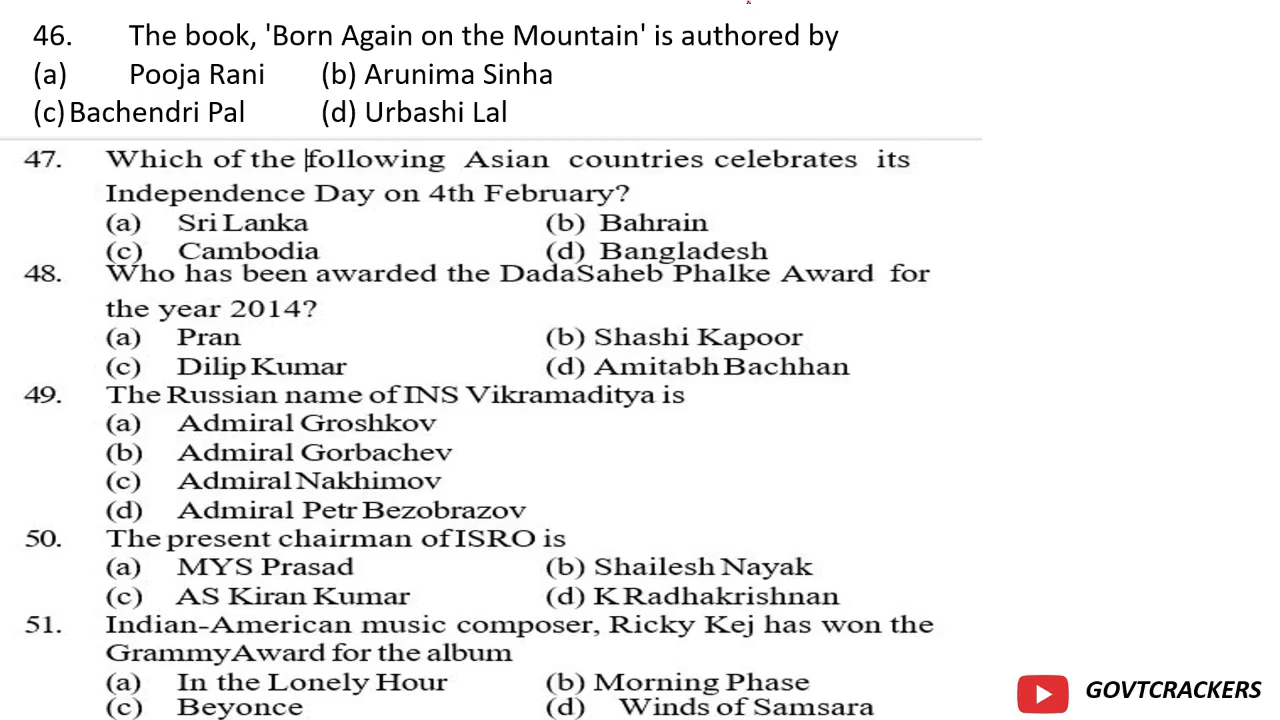 46. The book, 'Born Again on the Mountain' is authored by
(a) Pooja Rani (b) Arunima Sinha
(c) Bachendri Pal (d) Urbashi Lal
47. Which of the following Asian countries celebrates its
Independence Day on 4th February?
(a) Sri Lanka (b) Bahrain
(c) Cambodia (d) Bangladesh
48. Who has been awarded the DadaSaheb Phalke Award for
the year 2014?
(a) Pran (b) Shashi Kapoor
(c) Dilip Kumar (d) Amitabh Bachhan
49. The Russian name of INS Vikramaditya is
(a) Admiral Groshkov
(b) Admiral Gorbachev
(c) Admiral Nakhimov
(d) Admiral Petr Bezobrazov
50. The present chairman of ISRO is
(a) MYS Prasad (b) Shailesh Nayak
(c) AS Kiran Kumar (d) K Radhakrishnan
51. Indian-American music composer, Ricky Kej has won the
Grammy Award for the album
(a) In the Lonely Hour (b) Morning Phase
(c) Beyonce (d) Winds of Samsara
GOVTCRACKERS